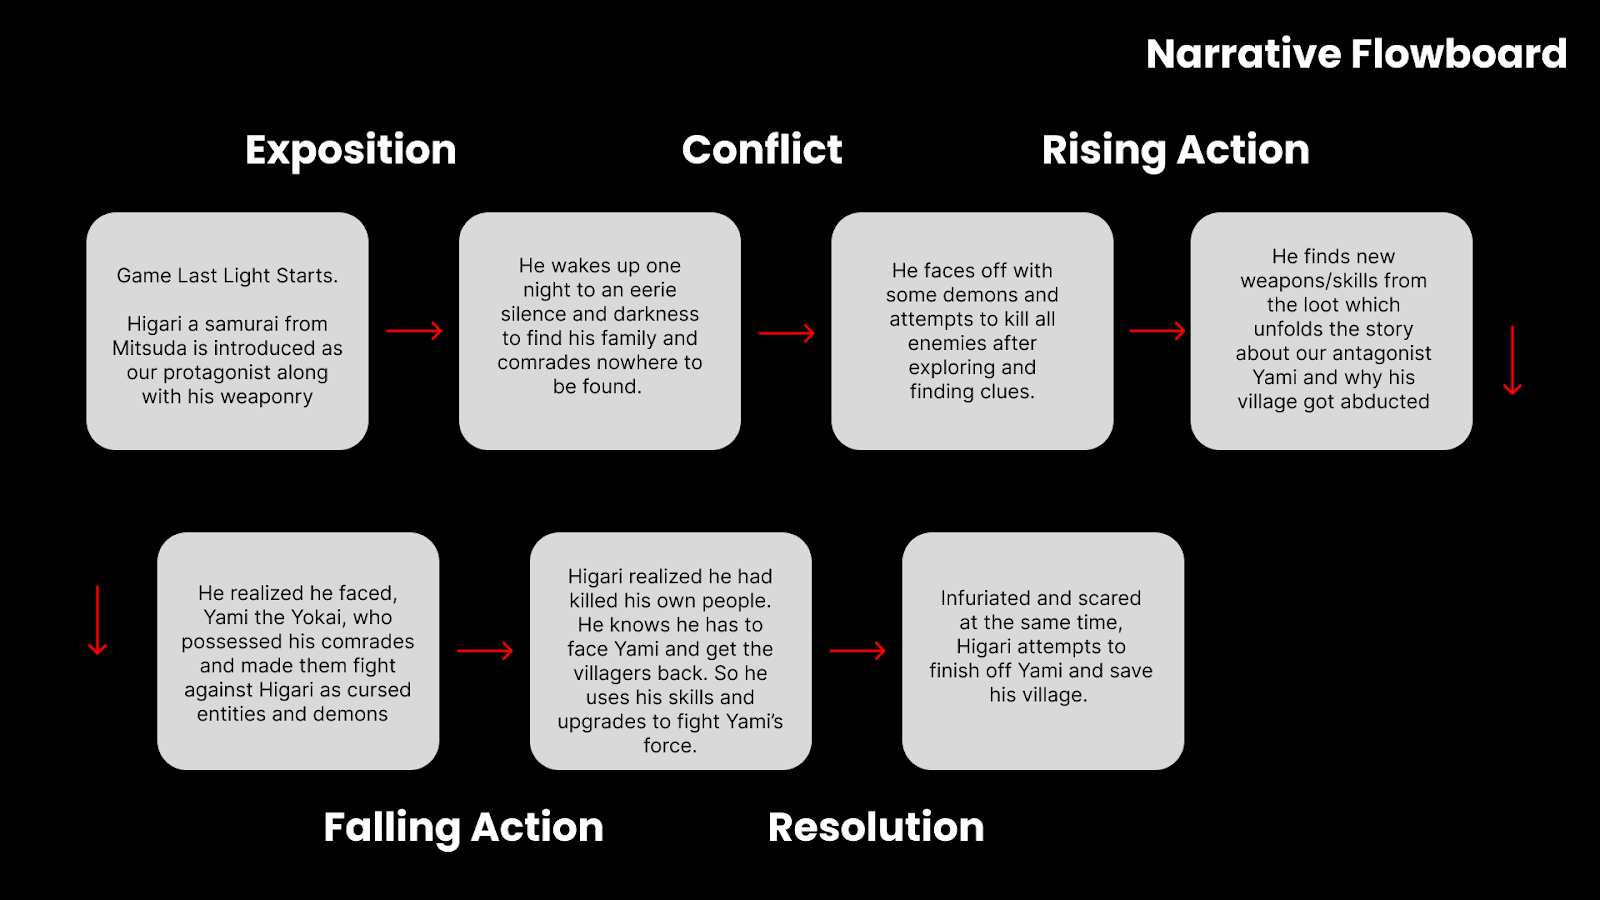 Narrative Flowboard
Exposition
Conflict
Rising Action
Game Last Light Starts.
Higari a samurai from
Mitsuda is introduced as
our protagonist along
with his weaponry
He wakes up one
night to an eerie
silence and darkness
to find his family and
comrades nowhere to
be found.
He faces off with
some demons and
attempts to kill all
enemies after
exploring and
finding clues.
He finds new
weapons/skills from
the loot which
unfolds the story
about our antagonist
Yami and why his
village got abducted
He realized he faced,
Yami the Yokai, who
possessed his comrades
and made them fight
against Higari as cursed
entities and demons
Higari realized he had
killed his own people.
He knows he has to
face Yami and get the
villagers back. So he
uses his skills and
upgrades to fight Yami’s
force.
Infuriated and scared
at the same time,
Higari attempts to
finish off Yami and save
his village.
Falling Action
Resolution